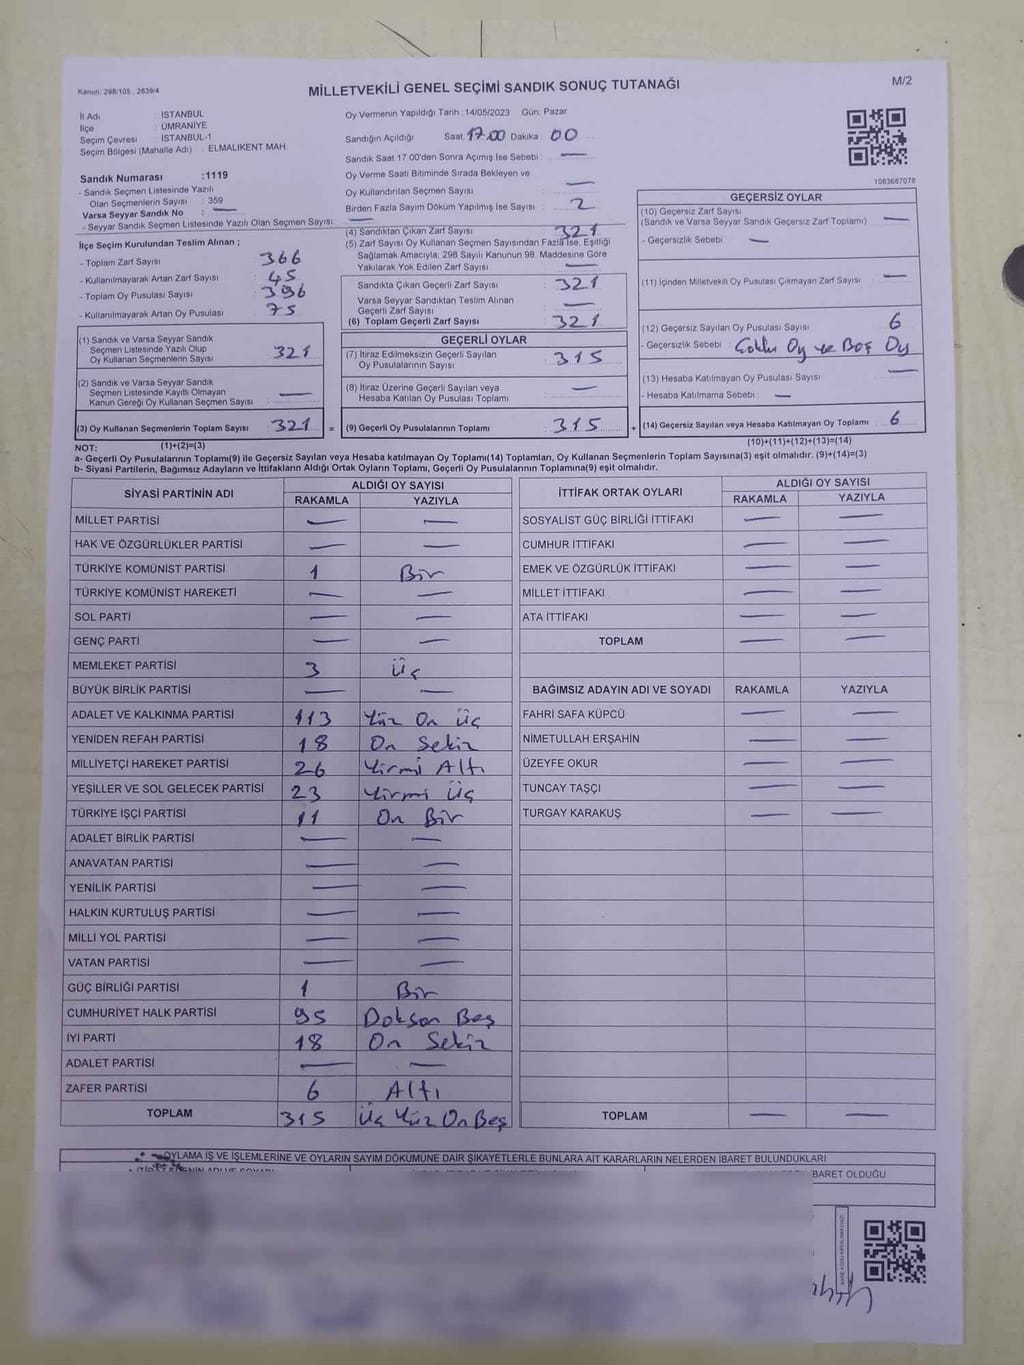 Kanun: 298/105 , 2839/4
MİLLETVEKİLİ GENEL SEÇİMİ SANDIK SONUÇ TUTANAĞI
M/2
İl Adı : İSTANBUL
İlçe : ÜMRANİYE
Seçim Çevresi : İSTANBUL-1
Seçim Bölgesi (Mahalle Adı) : ELMALIKENT MAH.
Sandık Numarası :1119
- Sandık Seçmen Listesinde Yazılı
Olan Seçmenlerin Sayısı : 359
Varsa Seyyar Sandık No : —
- Seyyar Sandık Seçmen Listesinde Yazılı Olan Seçmen Sayısı: —
Oy Vermenin Yapıldığı Tarih :14/05/2023 Gün: Pazar
Sandığın Açıldığı Saat: 17.00 Dakika : 00
Sandık Saat 17.00'den Sonra Açımış İse Sebebi : —
Oy Verme Saati Bitiminde Sırada Bekleyen ve
Oy Kullandırılan Seçmen Sayısı : —
Birden Fazla Sayım Döküm Yapılmış İse Sayısı : 2
1083687078
İlçe Seçim Kurulundan Teslim Alınan ;
- Toplam Zarf Sayısı : 366
- Kullanılmayarak Artan Zarf Sayısı : 45
- Toplam Oy Pusulası Sayısı : 396
- Kullanılmayarak Artan Oy Pusulası : 75
(4) Sandıktan Çıkan Zarf Sayısı : 321
(5) Zarf Sayısı Oy Kullanan Seçmen Sayısından Fazla İse, Eşitliği
Sağlamak Amacıyla, 298 Sayılı Kanunun 98. Maddesine Göre
Yakılarak Yok Edilen Zarf Sayısı : —
Sandıkta Çıkan Geçerli Zarf Sayısı : 321
Varsa Seyyar Sandıktan Teslim Alınan
Geçerli Zarf Sayısı : —
(6) Toplam Geçerli Zarf Sayısı : 321
GEÇERSİZ OYLAR
(10) Geçersiz Zarf Sayısı
(Sandık ve Varsa Seyyar Sandık Geçersiz Zarf Toplamı) : —
- Geçersizlik Sebebi : —
(11) İçinden Milletvekili Oy Pusulası Çıkmayan Zarf Sayısı : —
(12) Geçersiz Sayılan Oy Pusulası Sayısı : 6
- Geçersizlik Sebebi : Çoklu Oy ve Boş Oy
(13) Hesaba Katılmayan Oy Pusulası Sayısı : —
- Hesaba Katılmama Sebebi : —
(1) Sandık ve Varsa Seyyar Sandık
Seçmen Listesinde Yazılı Olup
Oy Kullanan Seçmenlerin Sayısı : 321
(2) Sandık ve Varsa Seyyar Sandık
Seçmen Listesinde Kayıtlı Olmayan
Kanun Gereği Oy Kullanan Seçmen Sayısı : —
GEÇERLİ OYLAR
(7) İtiraz Edilmeksizin Geçerli Sayılan
Oy Pusulalarının Sayısı : 315
(8) İtiraz Üzerine Geçerli Sayılan veya
Hesaba Katılan Oy Pusulası Toplamı : —
(3) Oy Kullanan Seçmenlerin Toplam Sayısı : 321 = (9) Geçerli Oy Pusulalarının Toplamı : 315 + (14) Geçersiz Sayılan veya Hesaba Katılmayan Oy Toplamı : 6
NOT: (1)+(2)=(3) (10)+(11)+(12)+(13)=(14)
a- Geçerli Oy Pusulalarının Toplamı(9) ile Geçersiz Sayılan veya Hesaba katılmayan Oy Toplamı(14) Toplamları, Oy Kullanan Seçmenlerin Toplam Sayısına(3) eşit olmalıdır. (9)+(14)=(3)
b- Siyasi Partilerin, Bağımsız Adayların ve İttifakların Aldığı Ortak Oyların Toplamı, Geçerli Oy Pusulalarının Toplamına(9) eşit olmalıdır.
SİYASİ PARTİNİN ADI ALDIĞI OY SAYISI
RAKAMLA YAZIYLA
MİLLET PARTİSİ — —
HAK VE ÖZGÜRLÜKLER PARTİSİ — —
TÜRKİYE KOMÜNİST PARTİSİ 1 Bir
TÜRKİYE KOMÜNİST HAREKETİ — —
SOL PARTİ — —
GENÇ PARTİ — —
MEMLEKET PARTİSİ 3 Üç
BÜYÜK BİRLİK PARTİSİ — —
ADALET VE KALKINMA PARTİSİ 113 Yüz On Üç
YENİDEN REFAH PARTİSİ 18 On Sekiz
MİLLİYETÇİ HAREKET PARTİSİ 26 Yirmi Altı
YEŞİLLER VE SOL GELECEK PARTİSİ 23 Yirmi Üç
TÜRKİYE İŞÇİ PARTİSİ 11 On Bir
ADALET BİRLİK PARTİSİ — —
ANAVATAN PARTİSİ — —
YENİLİK PARTİSİ — —
HALKIN KURTULUŞ PARTİSİ — —
MİLLİ YOL PARTİSİ — —
VATAN PARTİSİ — —
GÜÇ BİRLİĞİ PARTİSİ 1 Bir
CUMHURİYET HALK PARTİSİ 95 Doksan Beş
İYİ PARTİ 18 On Sekiz
ADALET PARTİSİ — —
ZAFER PARTİSİ 6 Altı
TOPLAM 315 Üç Yüz On Beş
İTTİFAK ORTAK OYLARI ALDIĞI OY SAYISI
RAKAMLA YAZIYLA
SOSYALİST GÜÇ BİRLİĞİ İTTİFAKI — —
CUMHUR İTTİFAKI — —
EMEK VE ÖZGÜRLÜK İTTİFAKI — —
MİLLET İTTİFAKI — —
ATA İTTİFAKI — —
TOPLAM — —
BAĞIMSIZ ADAYIN ADI VE SOYADI RAKAMLA YAZIYLA
FAHRİ SAFA KÜPCÜ — —
NİMETULLAH ERŞAHİN — —
ÜZEYFE OKUR — —
TUNCAY TAŞÇI — —
TURGAY KARAKUŞ — —
TOPLAM — —
OYLAMA İŞ VE İŞLEMLERİNE VE OYLARIN SAYIM DÖKÜMÜNE DAİR ŞİKAYETLERLE BUNLARA AİT KARARLARIN NELERDEN İBARET BULUNDUKLARI
BARET OLDUĞU